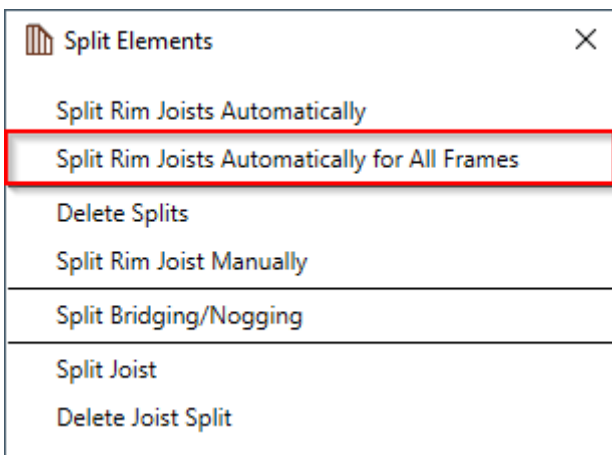 Split Elements
Split Rim Joists Automatically
Split Rim Joists Automatically for All Frames
Delete Splits
Split Rim Joist Manually
Split Bridging/Nogging
Split Joist
Delete Joist Split